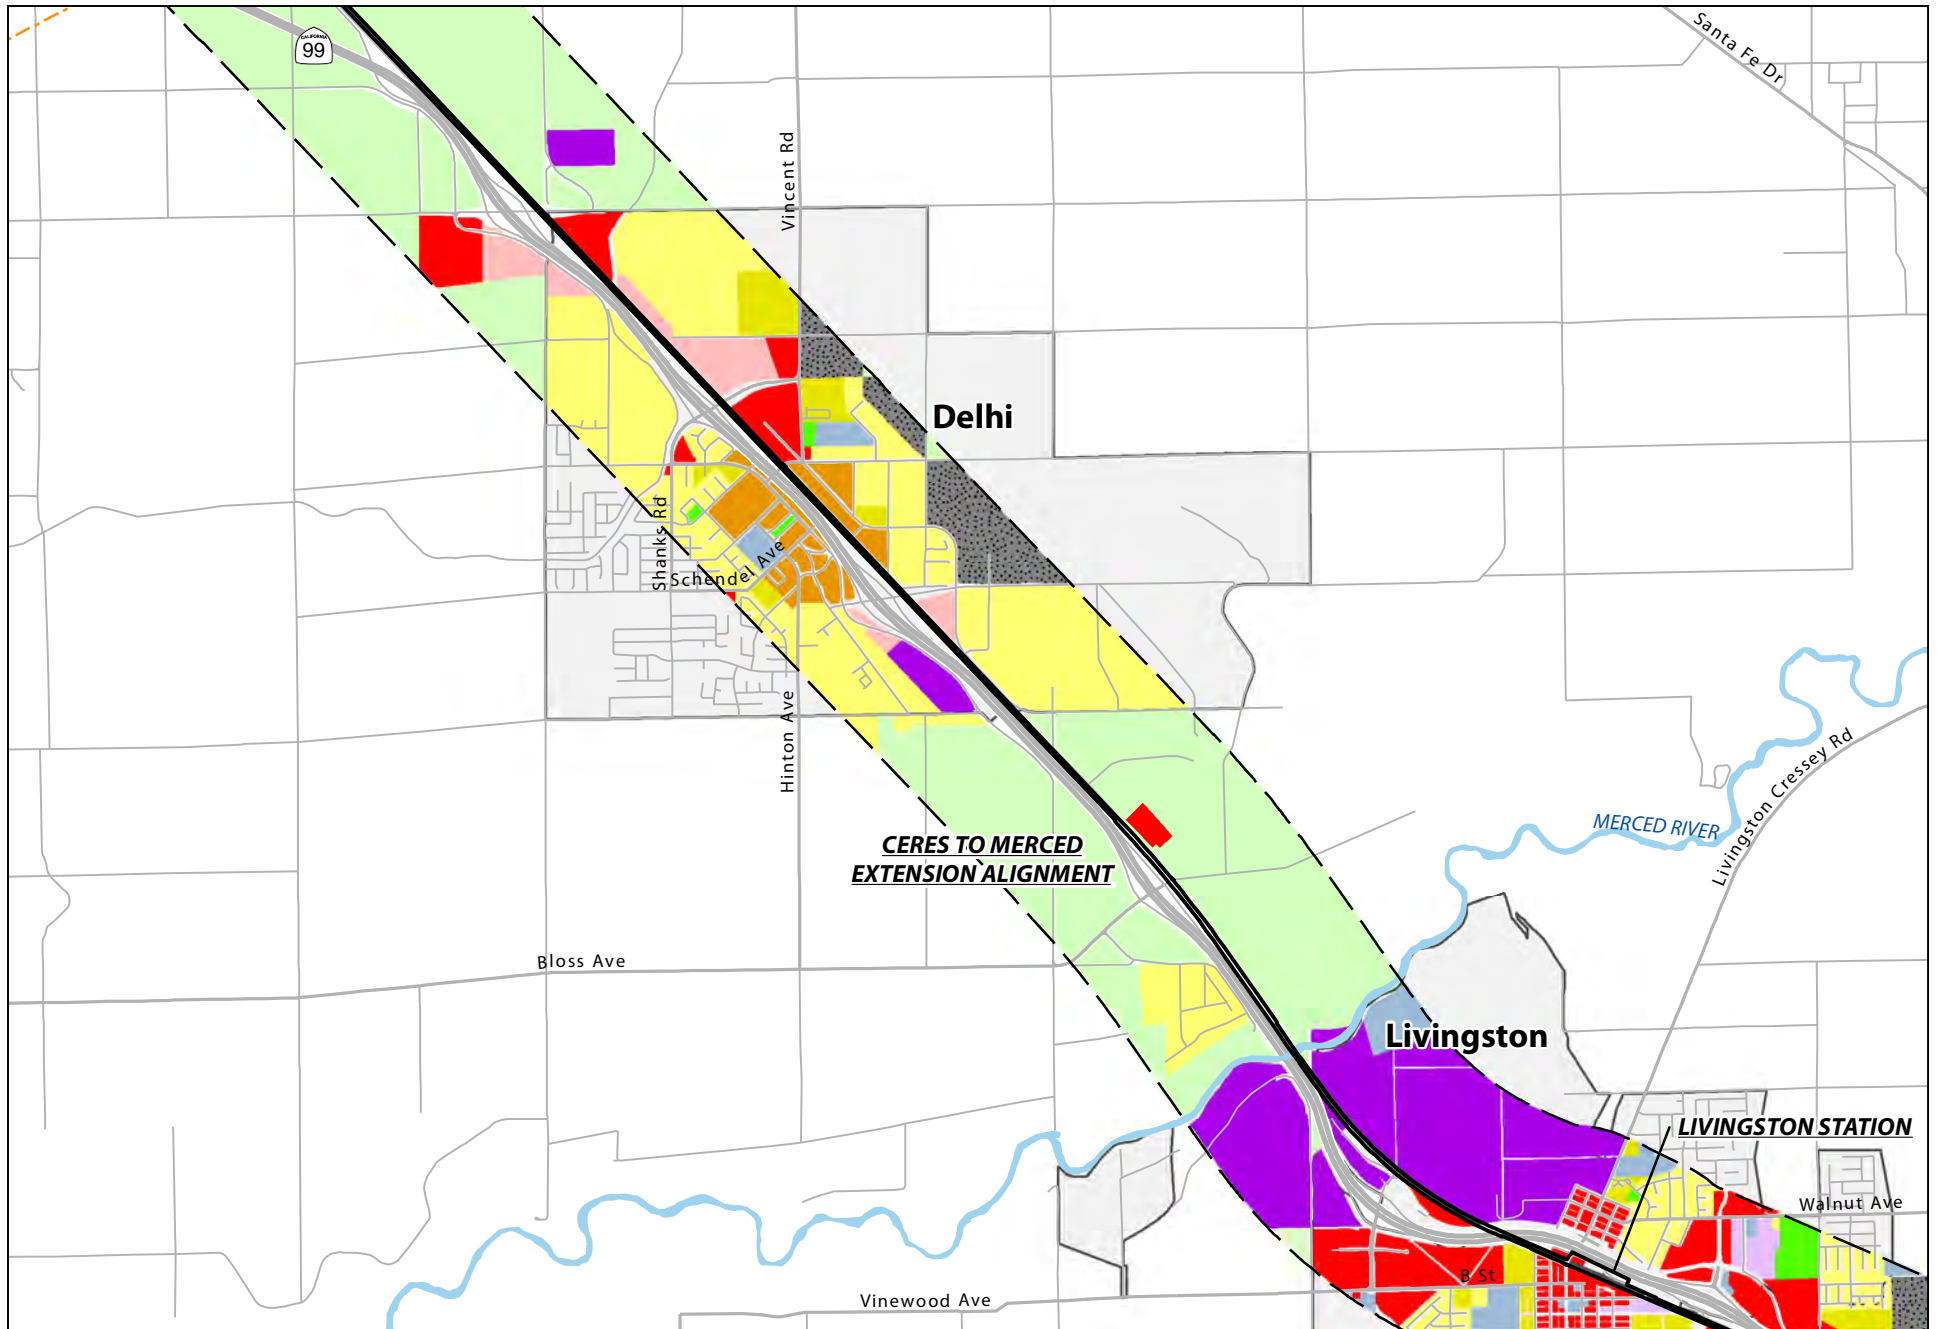 Santa Fe Dr
CALIFORNIA
99
Vincent Rd
Delhi
Shanks Rd
Schendel Ave
Hinton Ave
Livingston Cressey Rd
MERCED RIVER
CERES TO MERCED
EXTENSION ALIGNMENT
Bloss Ave
Livingston
LIVINGSTON STATION
Walnut Ave
B St
Vinewood Ave